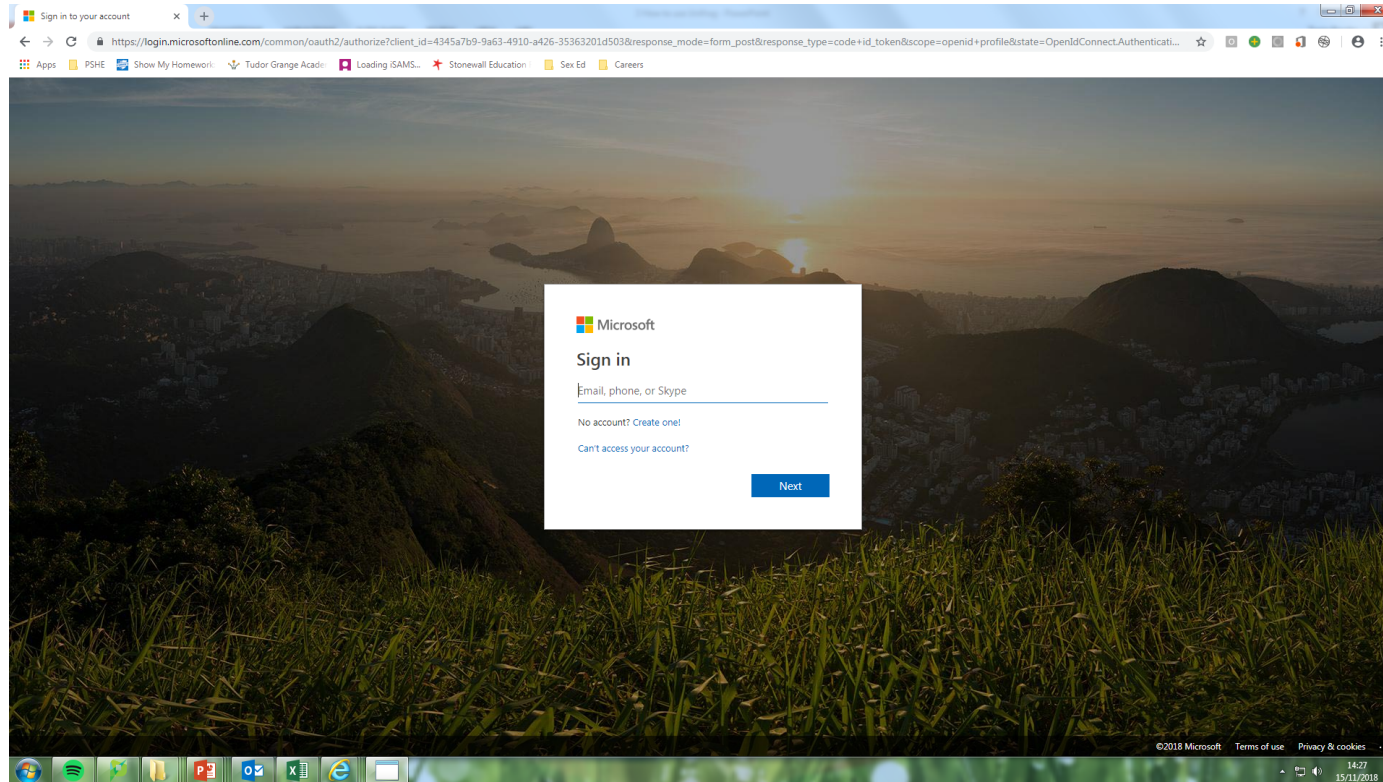 Sign in to your account
https://login.microsoftonline.com/common/oauth2/authorize?client_id=4345a7b9-9a63-4910-a426-35363201d503&response_mode=form_post&response_type=code+id_token&scope=openid+profile&state=OpenIdConnect.Authenticati...
Apps PSHE Show My Homework Tudor Grange Acade Loading iSAMS... Stonewall Education Sex Ed Careers
Microsoft
Sign in
Email, phone, or Skype
No account? Create one!
Can't access your account?
Next
©2018 Microsoft Terms of use Privacy & cookies
14:27
15/11/2018